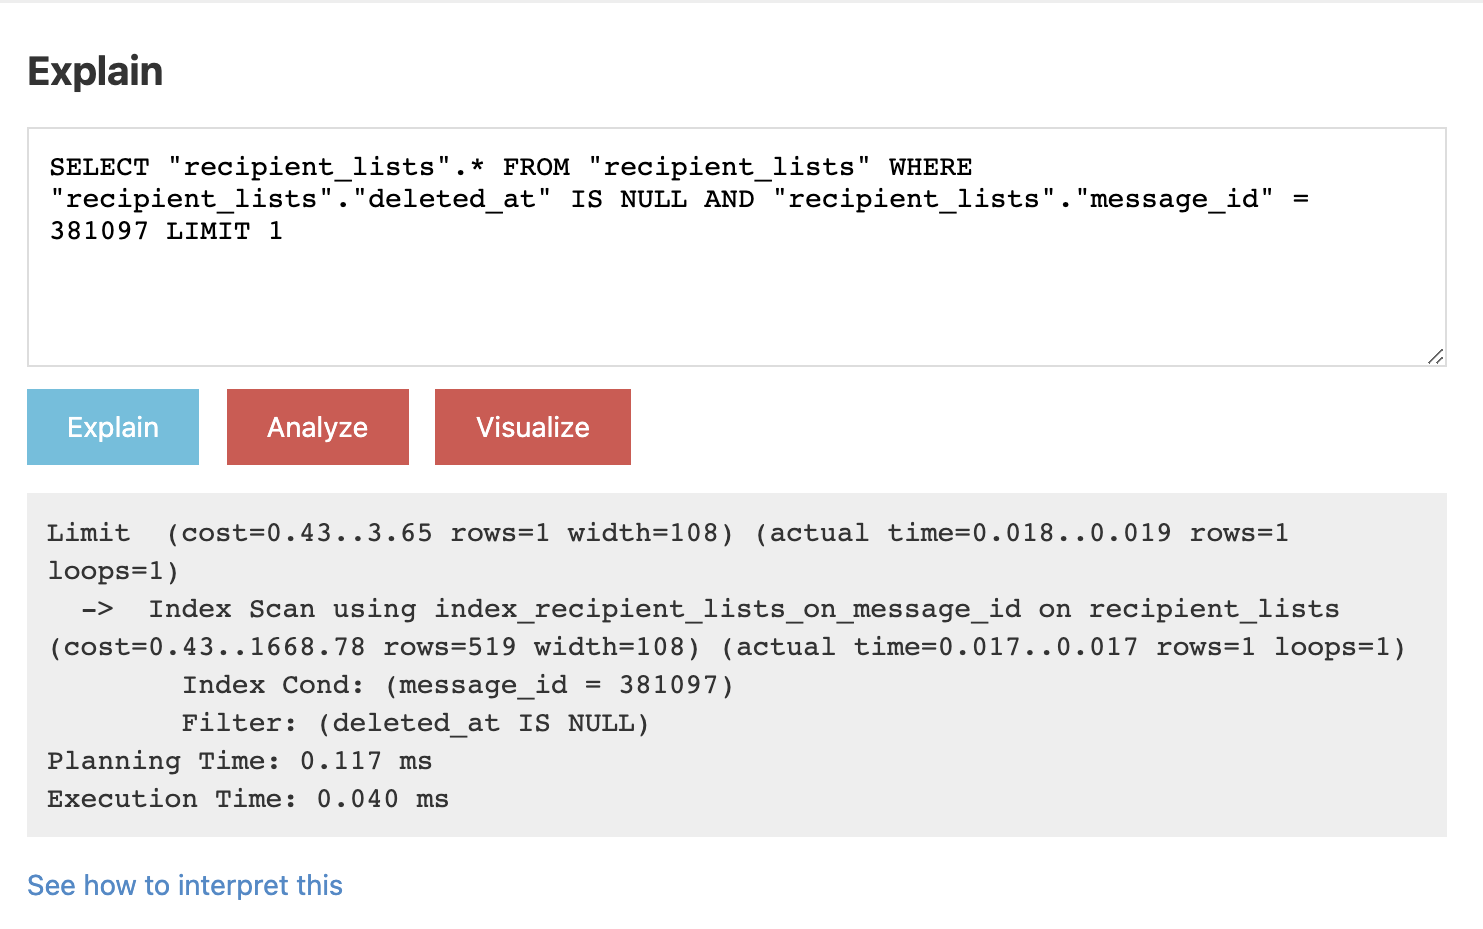 Explain
SELECT "recipient_lists".* FROM "recipient_lists" WHERE
"recipient_lists"."deleted_at" IS NULL AND "recipient_lists"."message_id" =
381097 LIMIT 1
Explain Analyze Visualize
Limit  (cost=0.43..3.65 rows=1 width=108) (actual time=0.018..0.019 rows=1
loops=1)
  ->  Index Scan using index_recipient_lists_on_message_id on recipient_lists
(cost=0.43..1668.78 rows=519 width=108) (actual time=0.017..0.017 rows=1 loops=1)
        Index Cond: (message_id = 381097)
        Filter: (deleted_at IS NULL)
Planning Time: 0.117 ms
Execution Time: 0.040 ms
See how to interpret this